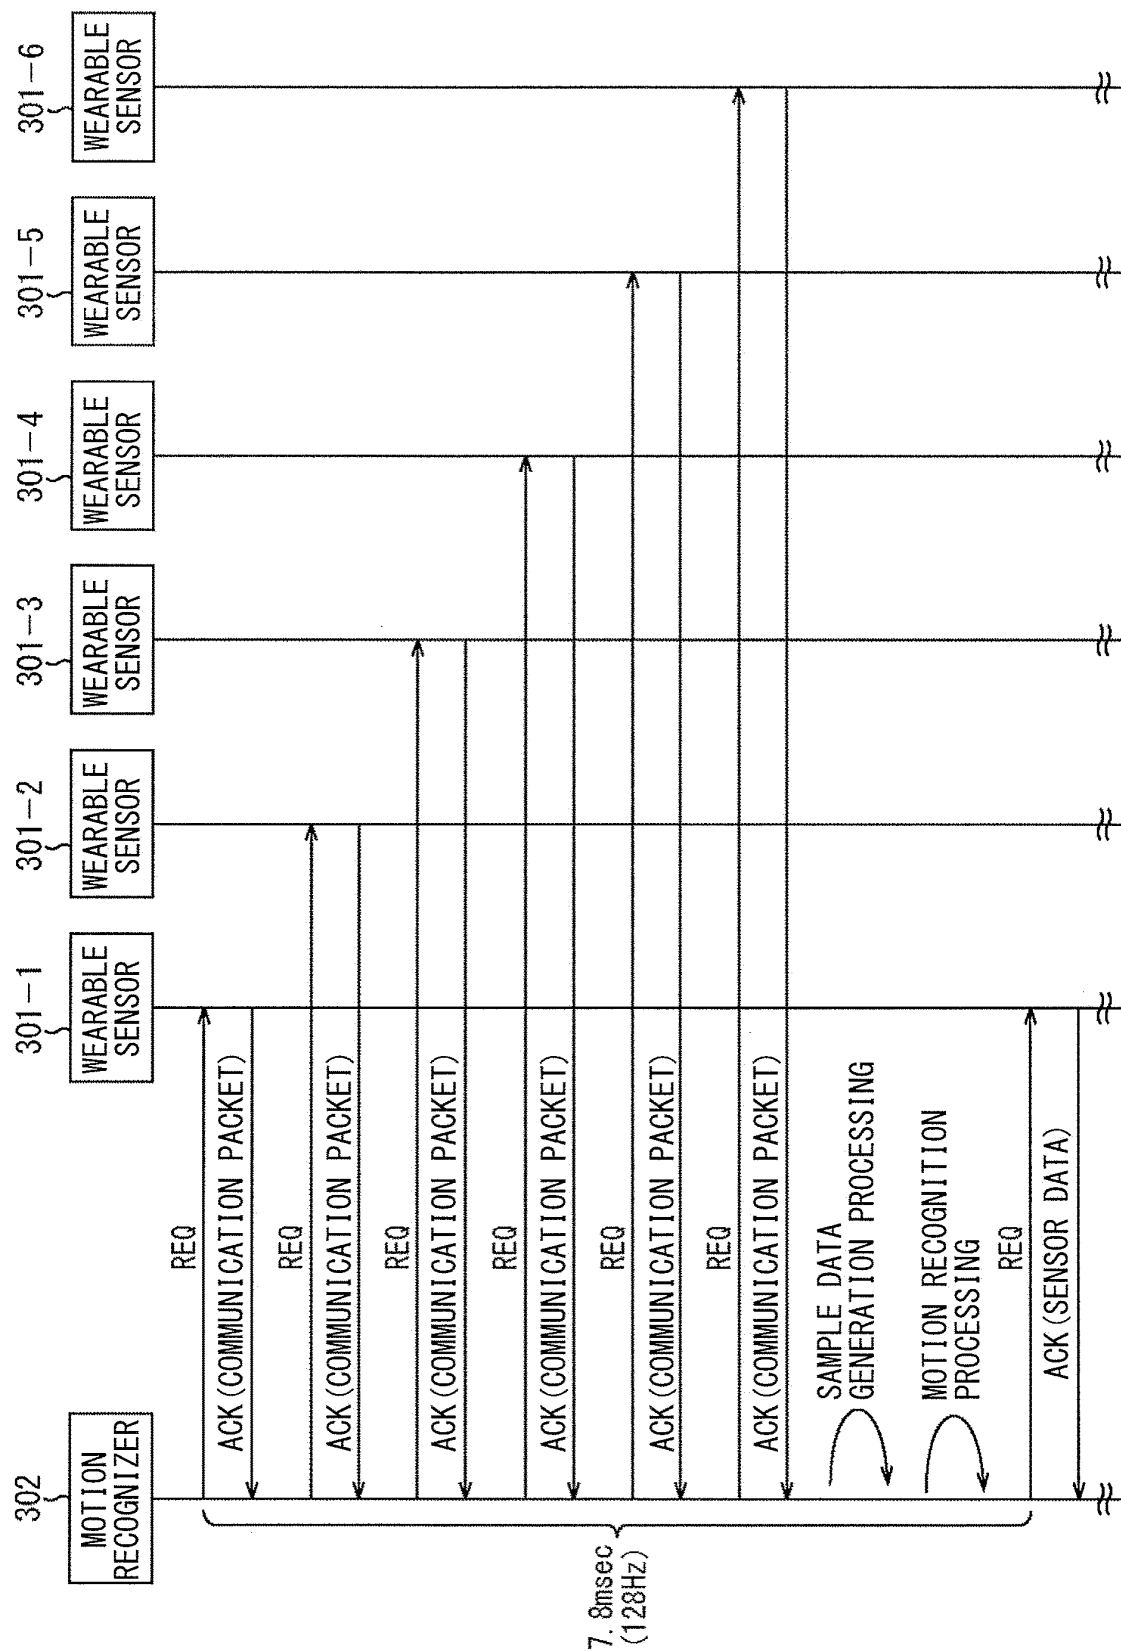 302
MOTION
RECOGNIZER
301-1
WEARABLE
SENSOR
301-2
WEARABLE
SENSOR
301-3
WEARABLE
SENSOR
301-4
WEARABLE
SENSOR
301-5
WEARABLE
SENSOR
301-6
WEARABLE
SENSOR
REQ
ACK(COMMUNICATION PACKET)
REQ
ACK(COMMUNICATION PACKET)
REQ
ACK(COMMUNICATION PACKET)
REQ
ACK(COMMUNICATION PACKET)
REQ
ACK(COMMUNICATION PACKET)
REQ
ACK(COMMUNICATION PACKET)
7.8msec
(128Hz)
SAMPLE DATA
GENERATION PROCESSING
MOTION RECOGNITION
PROCESSING
REQ
ACK(SENSOR DATA)